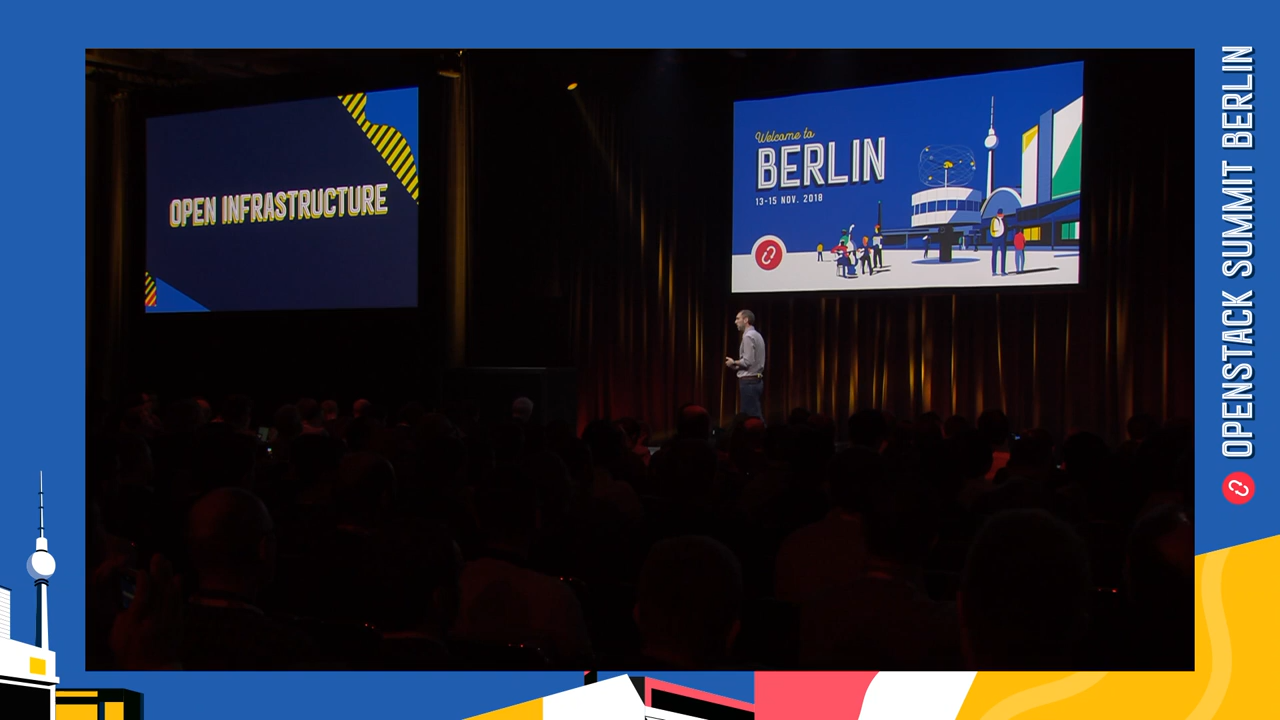 OPEN INFRASTRUCTURE
Welcome to
BERLIN
13-15 NOV. 2018
OPENSTACK SUMMIT BERLIN